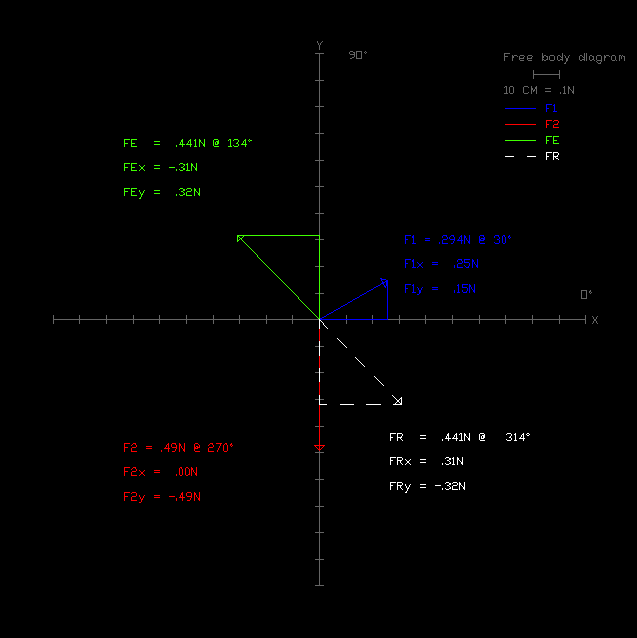 Y
90°
Free body diagram
10 CM = .1N
F1
F2
FE
FR
FE = .441N @ 134°
FEx = -.31N
FEy = .32N
F1 = .294N @ 30°
F1x = .25N
F1y = .15N
0°
X
FR = .441N @ 314°
FRx = .31N
FRy = -.32N
F2 = .49N @ 270°
F2x = .00N
F2y = -.49N